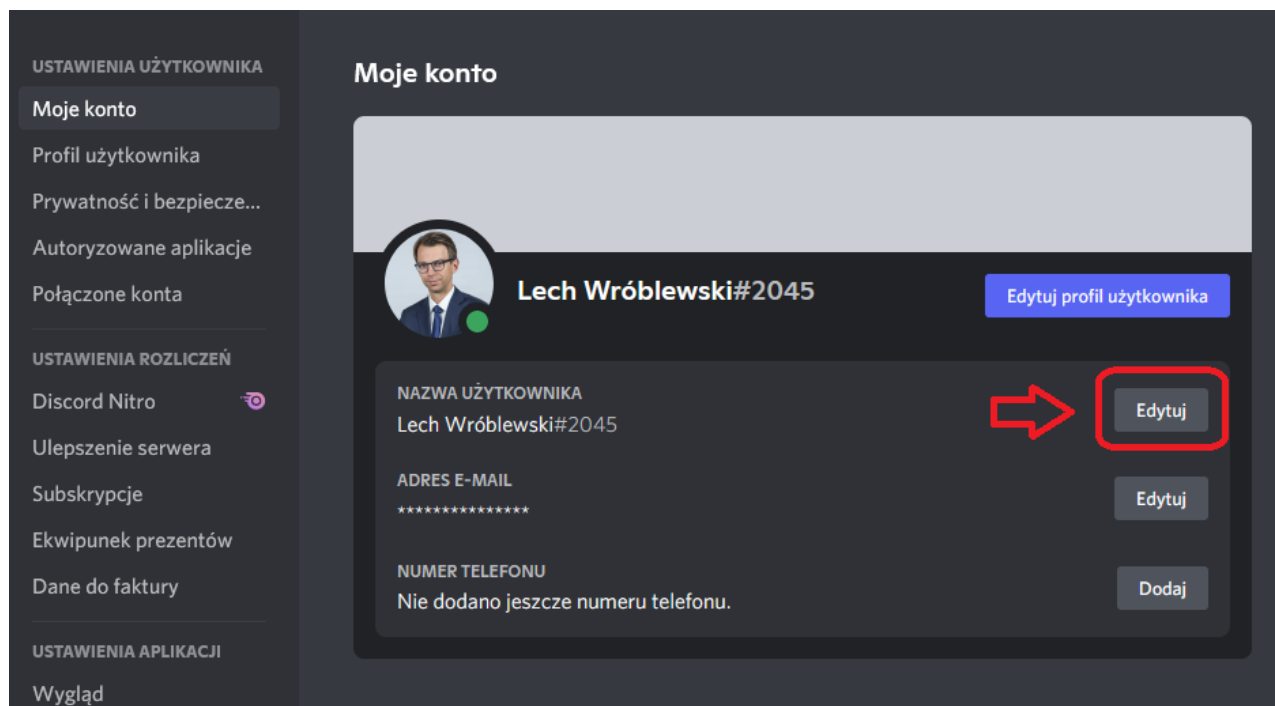 USTAWIENIA UŻYTKOWNIKA
Moje konto
Profil użytkownika
Prywatność i bezpiecze...
Autoryzowane aplikacje
Połączone konta
USTAWIENIA ROZLICZEŃ
Discord Nitro
Ulepszenie serwera
Subskrypcje
Ekwipunek prezentów
Dane do faktury
USTAWIENIA APLIKACJI
Wygląd
Moje konto
Lech Wróblewski#2045
Edytuj profil użytkownika
NAZWA UŻYTKOWNIKA
Lech Wróblewski#2045
Edytuj
ADRES E-MAIL
***************
Edytuj
NUMER TELEFONU
Nie dodano jeszcze numeru telefonu.
Dodaj